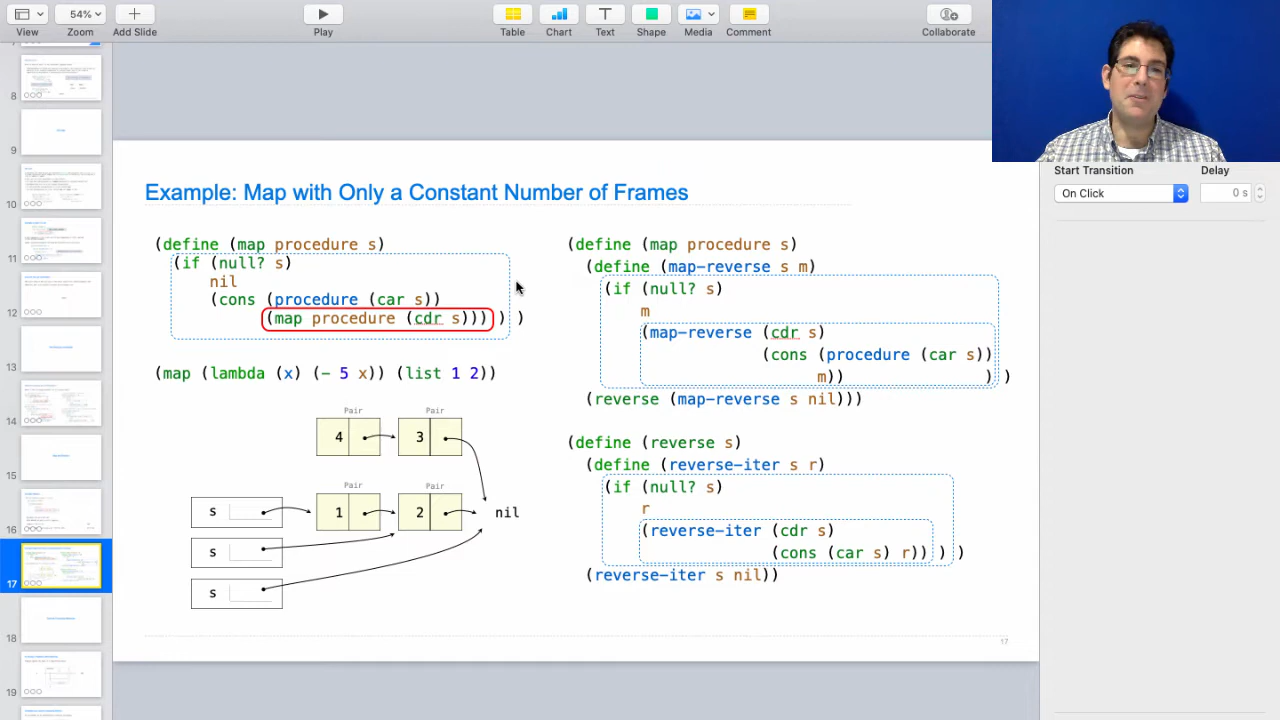 54%
View
Zoom
Add Slide
Play
Table
Chart
Text
Shape
Media
Comment
Collaborate
Start Transition
Delay
On Click
0 s
8
9
10
11
12
13
14
15
16
17
18
19
Example: Map with Only a Constant Number of Frames
(define (map procedure s)
(if (null? s)
nil
(cons (procedure (car s))
(map procedure (cdr s))) ) )
(map (lambda (x) (- 5 x)) (list 1 2))
Pair Pair
4 3
Pair Pair
s 1 2 nil
s
s
(define (map procedure s)
(define (map-reverse s m)
(if (null? s)
m
(map-reverse (cdr s)
(cons (procedure (car s))
m)) ) )
(reverse (map-reverse s nil)))
(define (reverse s)
(define (reverse-iter s r)
(if (null? s)
r
(reverse-iter (cdr s)
(cons (car s) r)) ) )
(reverse-iter s nil))
17